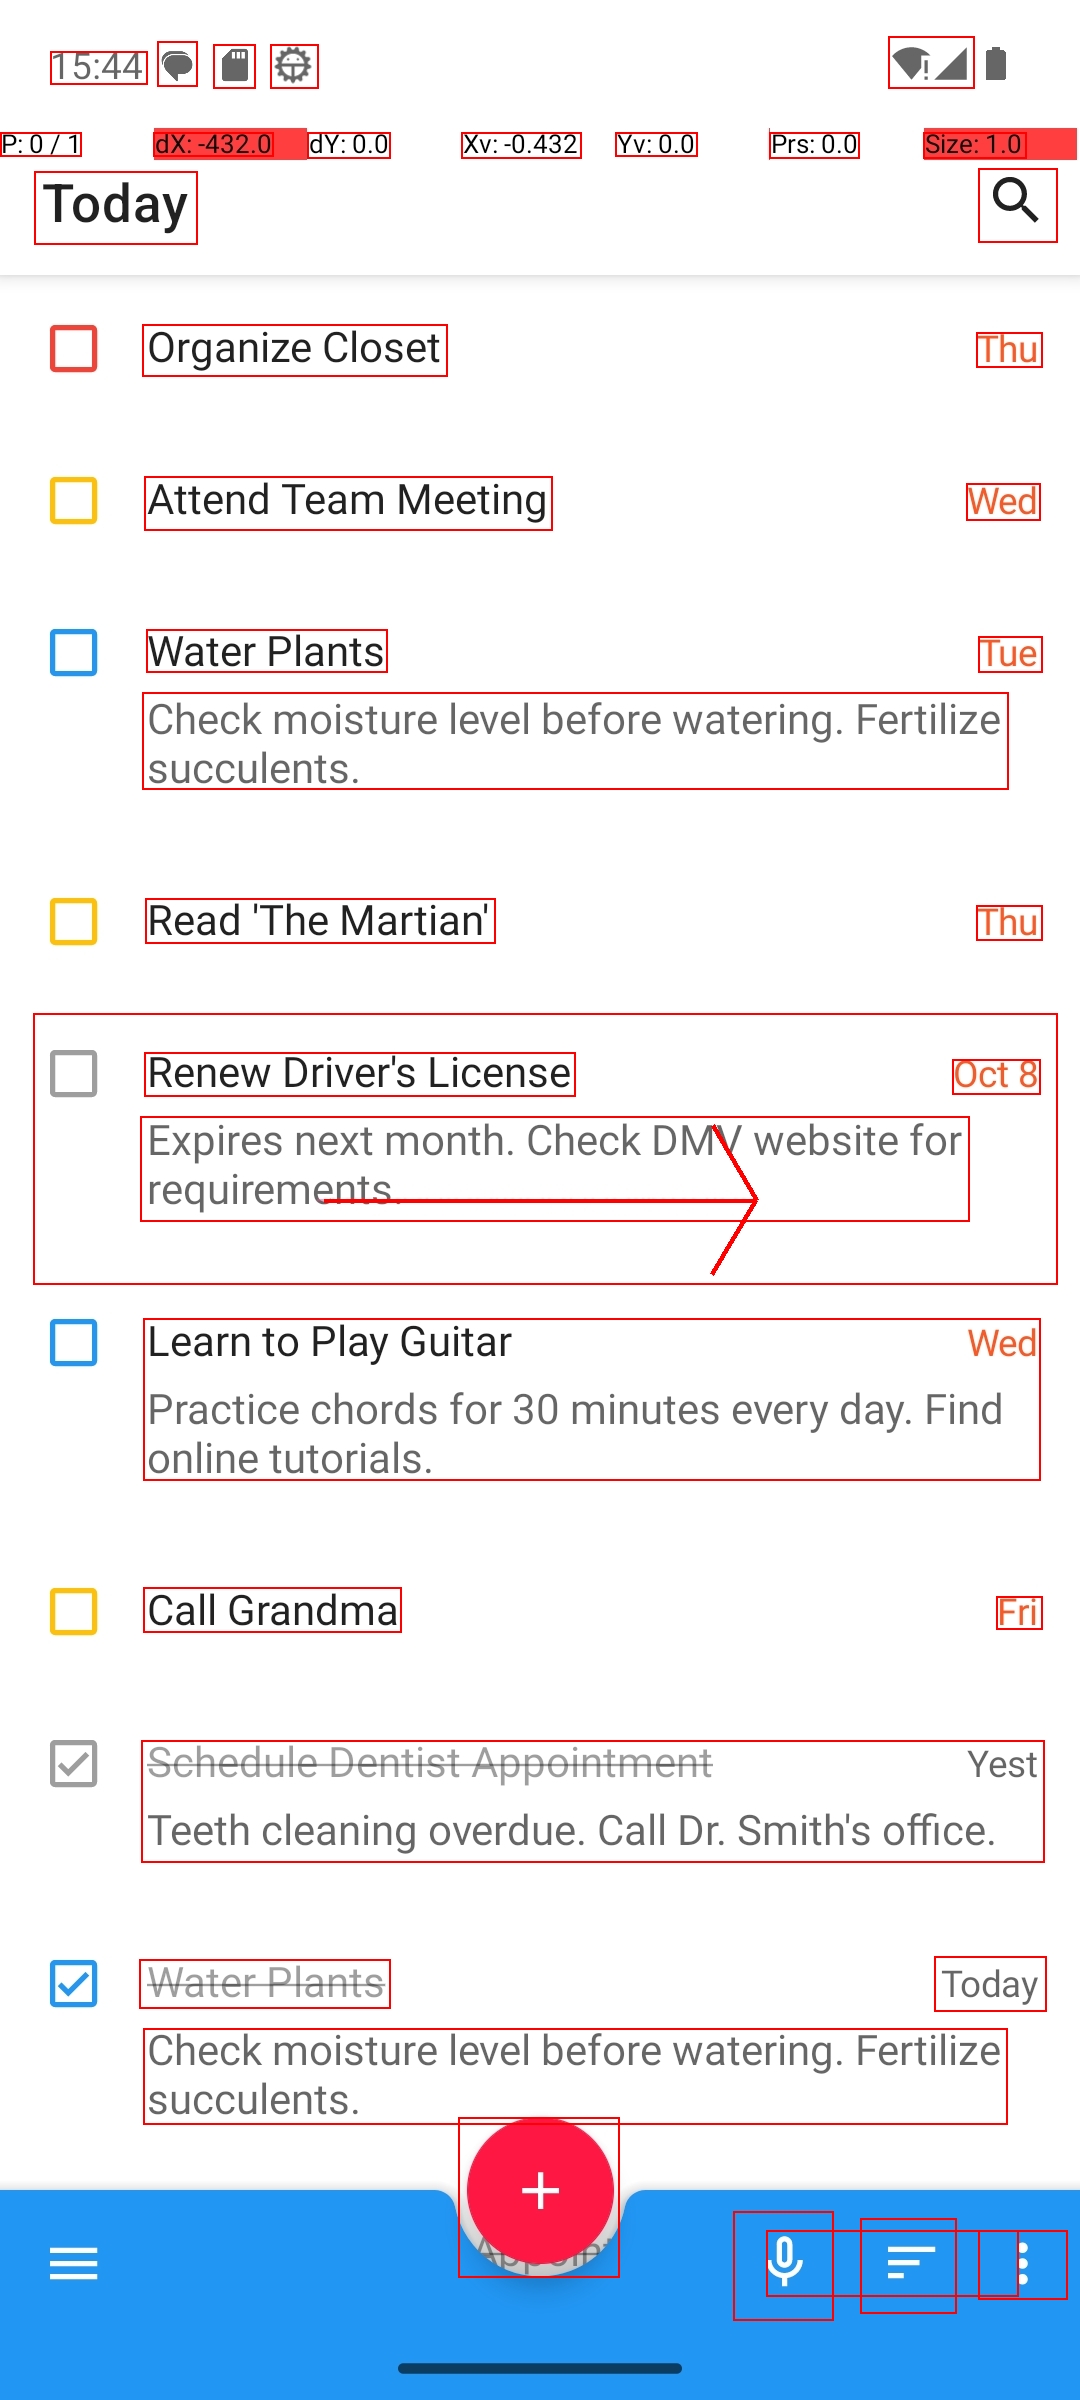 15:44
P: 0 / 1 dX: -432.0 dY: 0.0 Xv: -0.432 Yv: 0.0 Prs: 0.0 Size: 1.0
Today
Organize Closet Thu
Attend Team Meeting Wed
Water Plants Tue
Check moisture level before watering. Fertilize
succulents.
Read 'The Martian' Thu
Renew Driver's License Oct 8
Expires next month. Check DMV website for
requirements.
Learn to Play Guitar Wed
Practice chords for 30 minutes every day. Find
online tutorials.
Call Grandma Fri
Schedule Dentist Appointment Yest
Teeth cleaning overdue. Call Dr. Smith's office.
Water Plants Today
Check moisture level before watering. Fertilize
succulents.